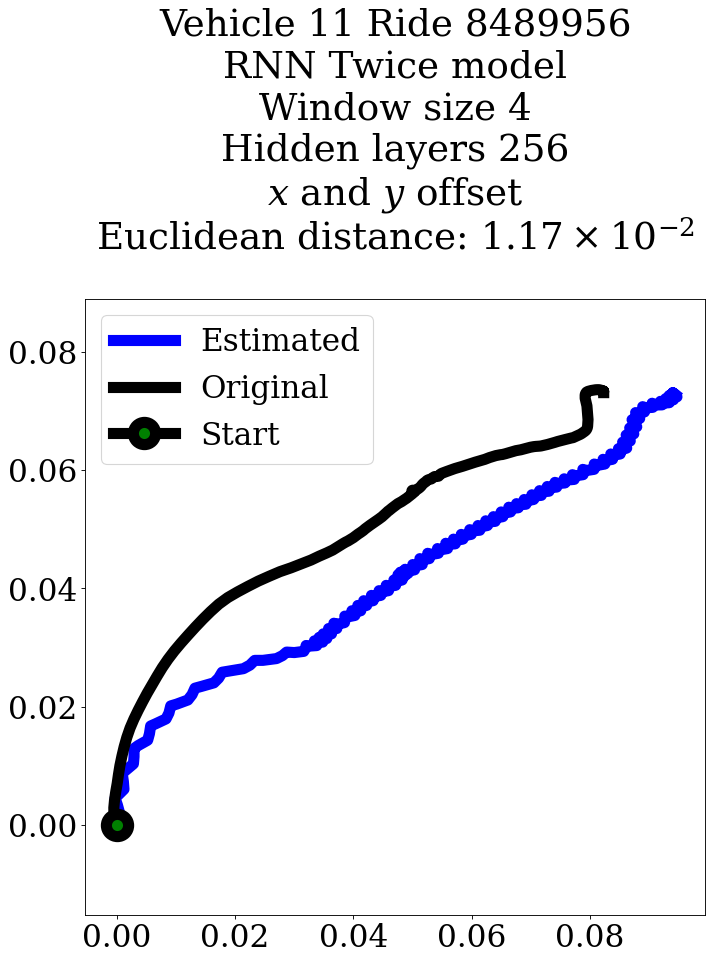 Vehicle 11 Ride 8489956
RNN Twice model
Window size 4
Hidden layers 256
x and y offset
Euclidean distance: 1.17 × 10⁻²
Estimated
Original
Start
0.08
0.06
0.04
0.02
0.00
0.00 0.02 0.04 0.06 0.08